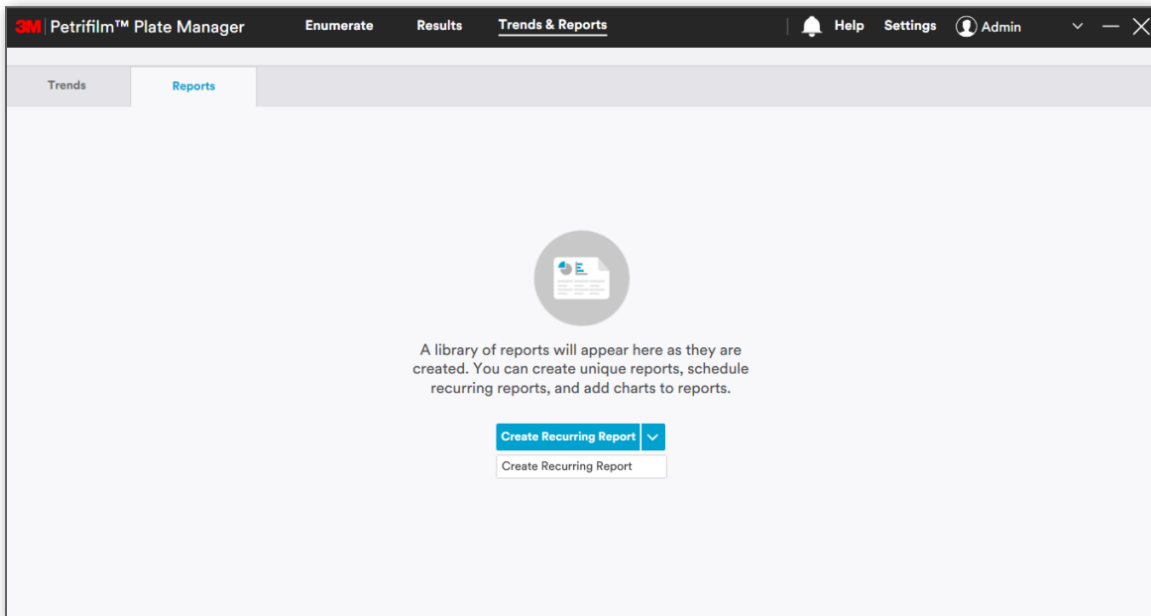 3M Petrifilm™ Plate Manager Enumerate Results Trends & Reports Help Settings Admin
Trends Reports
A library of reports will appear here as they are
created. You can create unique reports, schedule
recurring reports, and add charts to reports.
Create Recurring Report
Create Recurring Report